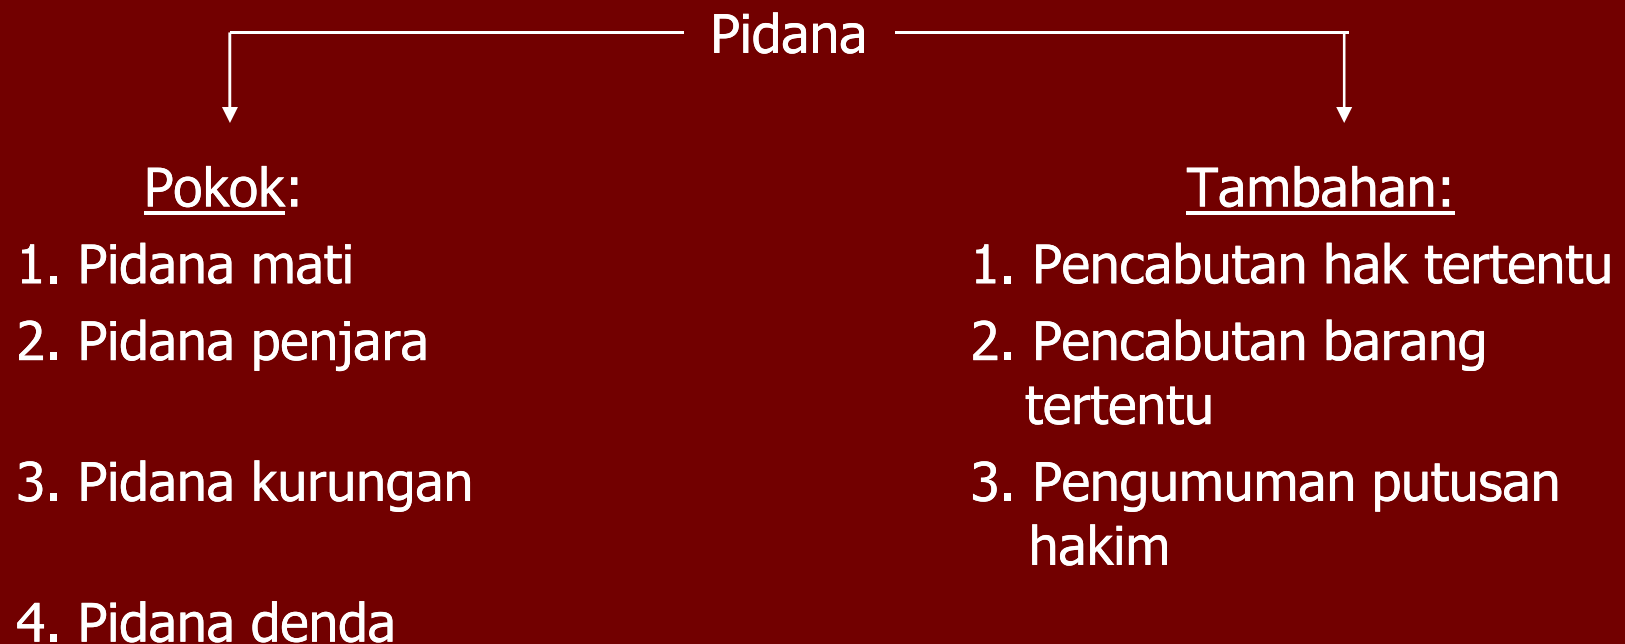 Pidana
Pokok:
1. Pidana mati
2. Pidana penjara
3. Pidana kurungan
4. Pidana denda
Tambahan:
1. Pencabutan hak tertentu
2. Pencabutan barang
tertentu
3. Pengumuman putusan
hakim